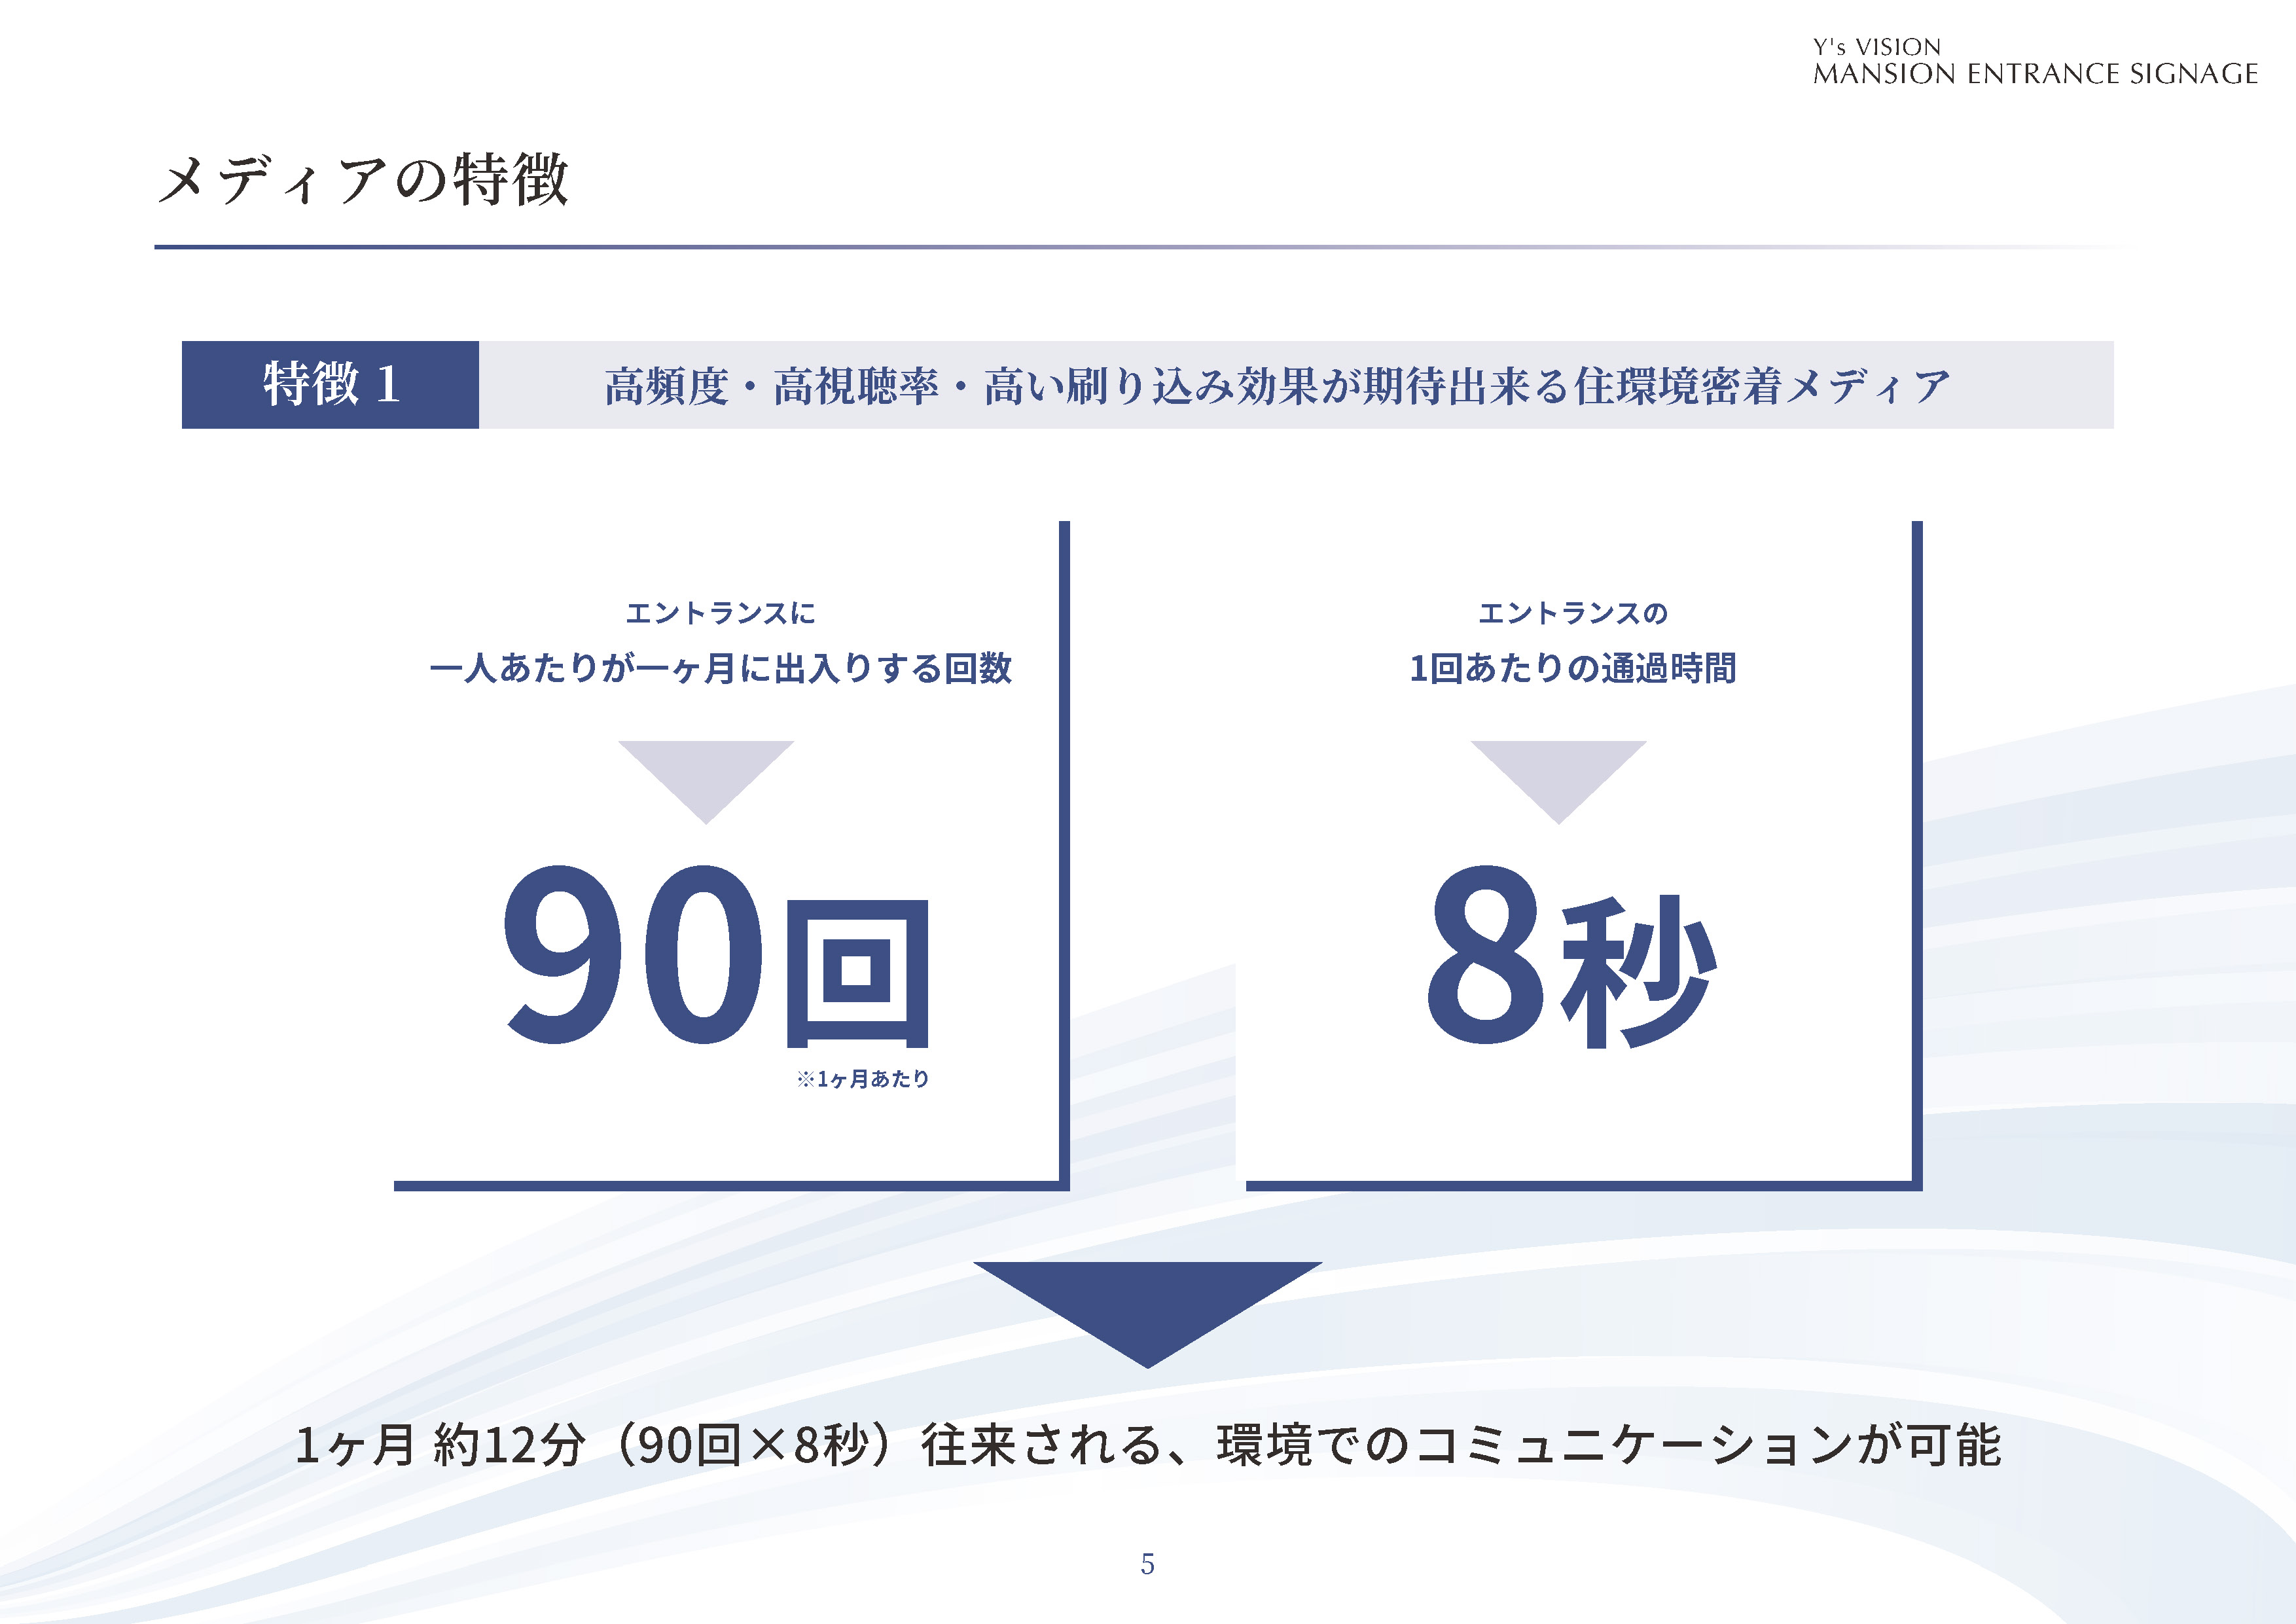 Y's VISION
MANSION ENTRANCE SIGNAGE
メディアの特徴
特徴 1
高頻度・高視聴率・高い刷り込み効果が期待出来る住環境密着メディア
エントランスに
一人あたりが一ヶ月に出入りする回数
90回
※1ヶ月あたり
エントランスの
1回あたりの通過時間
8秒
1ヶ月 約12分（90回×8秒）往来される、環境でのコミュニケーションが可能
5